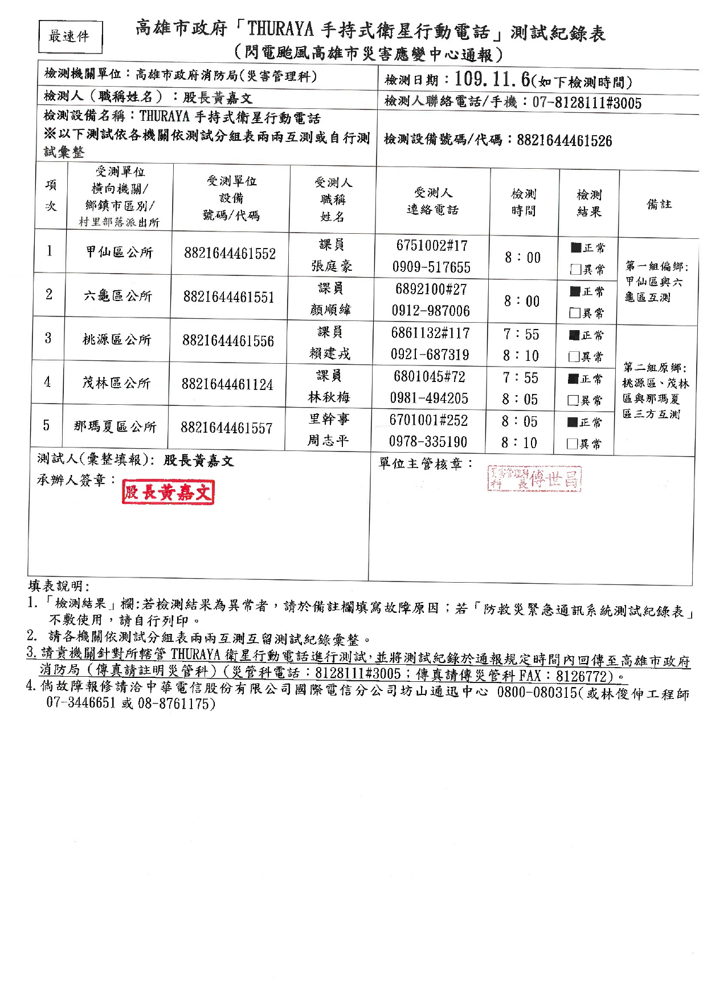 最速件
高雄市政府「THURAYA 手持式衛星行動電話」測試紀錄表
(閃電颱風高雄市災害應變中心通報)
檢測機關單位：高雄市政府消防局(災害管理科)
檢測日期：109.11.6(如下檢測時間)
檢測人（職稱姓名）：股長黃嘉文
檢測人聯絡電話/手機：07-8128111#3005
檢測設備名稱：THURAYA 手持式衛星行動電話
※以下測試依各機關依測試分組表兩兩互測或自行測
試彙整
檢測設備號碼/代碼：8821644461526
項
次
受測單位
橫向機關/
鄉鎮市區別/
村里部落派出所
受測單位
設備
號碼/代碼
受測人
職稱
姓名
受測人
連絡電話
檢測
時間
檢測
結果
備註
1
甲仙區公所
8821644461552
課員
張庭豪
6751002#17
0909-517655
8：00
■正常
□異常
第一組偏鄉:
甲仙區與六
龜區互測
2
六龜區公所
8821644461551
課員
顏順緯
6892100#27
0912-987006
8：00
■正常
□異常
3
桃源區公所
8821644461556
課員
賴建戎
6861132#117
0921-687319
7：55
8：10
■正常
□異常
第二組原鄉:
桃源區、茂林
區與那瑪夏
區三方互測
4
茂林區公所
8821644461124
課員
林秋梅
6801045#72
0981-494205
7：55
8：05
■正常
□異常
5
那瑪夏區公所
8821644461557
里幹事
周志平
6701001#252
0978-335190
8：05
8：10
■正常
□異常
測試人(彙整填報)：股長黃嘉文
承辦人簽章：
股長黃嘉文
單位主管核章：
災害管理科
科長
傅世昌
填表說明:
1.「檢測結果」欄:若檢測結果為異常者，請於備註欄填寫故障原因；若「防救災緊急通訊系統測試紀錄表」
不敷使用，請自行列印。
2. 請各機關依測試分組表兩兩互測互留測試紀錄彙整。
3.請貴機關針對所轄管 THURAYA 衛星行動電話進行測試，並將測試紀錄於通報規定時間內回傳至高雄市政府
消防局（傳真請註明災管科）(災管科電話：8128111#3005；傳真請傳災管科 FAX：8126772)。
4.倘故障報修請洽中華電信股份有限公司國際電信分公司坊山通迅中心 0800-080315(或林俊伸工程師
07-3446651 或 08-8761175)